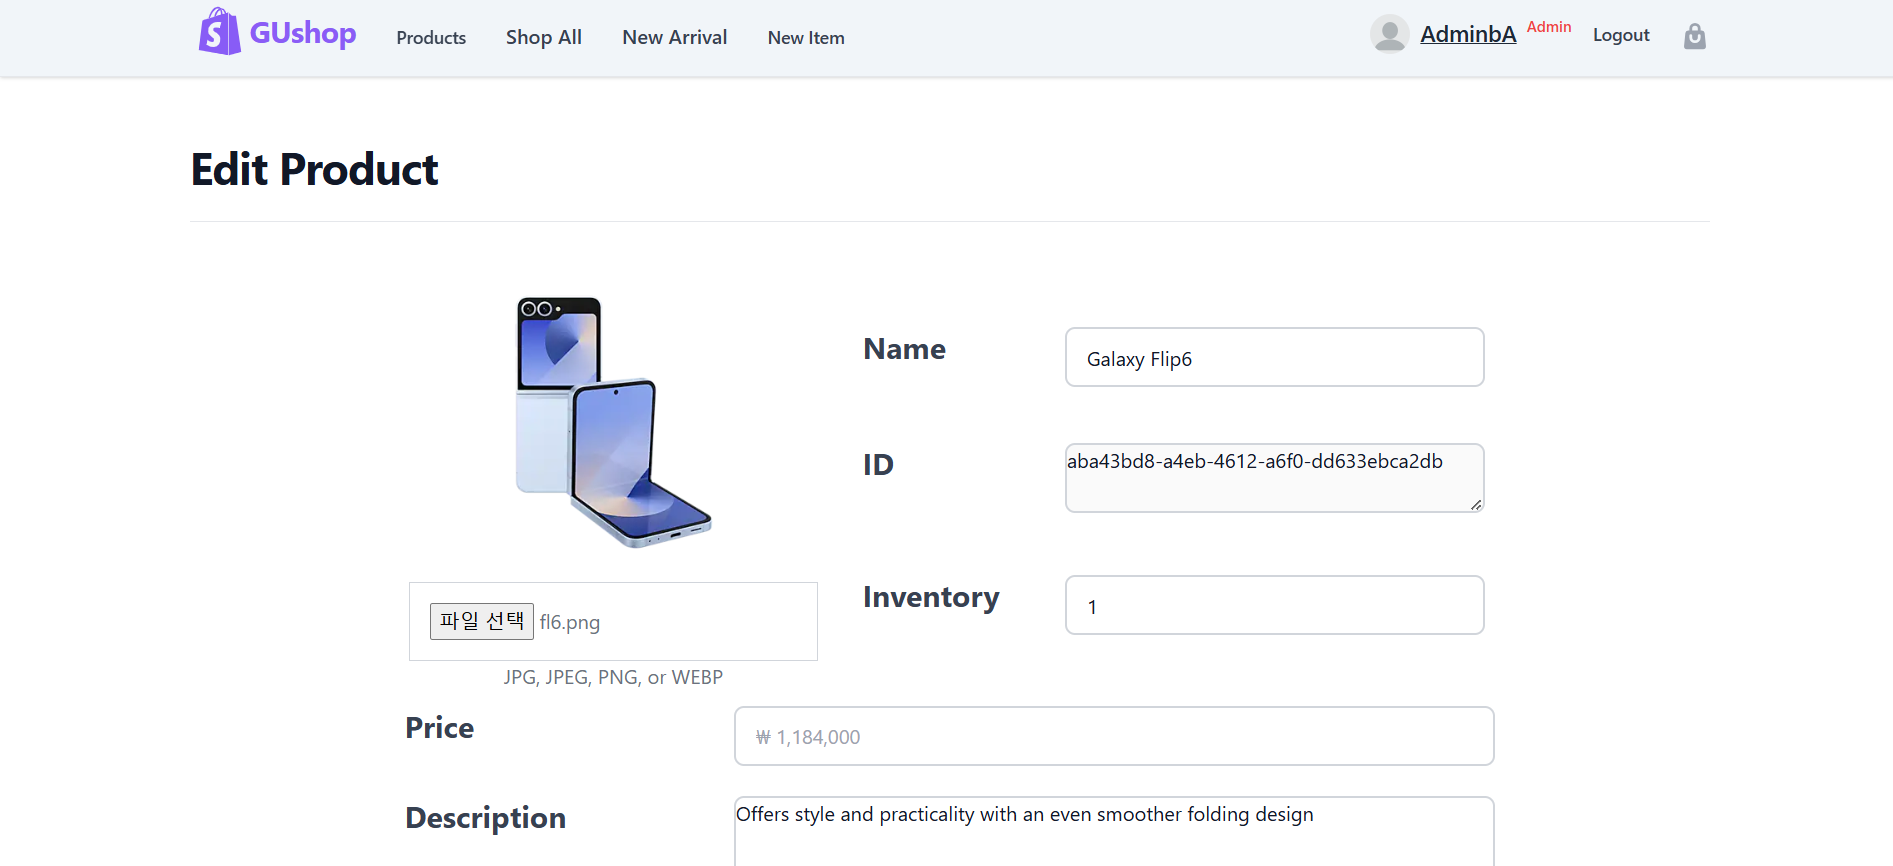 GUshop
Products
Shop All
New Arrival
New Item
AdminbA
Admin
Logout
Edit Product
Name
Galaxy Flip6
ID
aba43bd8-a4eb-4612-a6f0-dd633ebca2db
Inventory
1
파일 선택 fl6.png
JPG, JPEG, PNG, or WEBP
Price
₩ 1,184,000
Description
Offers style and practicality with an even smoother folding design